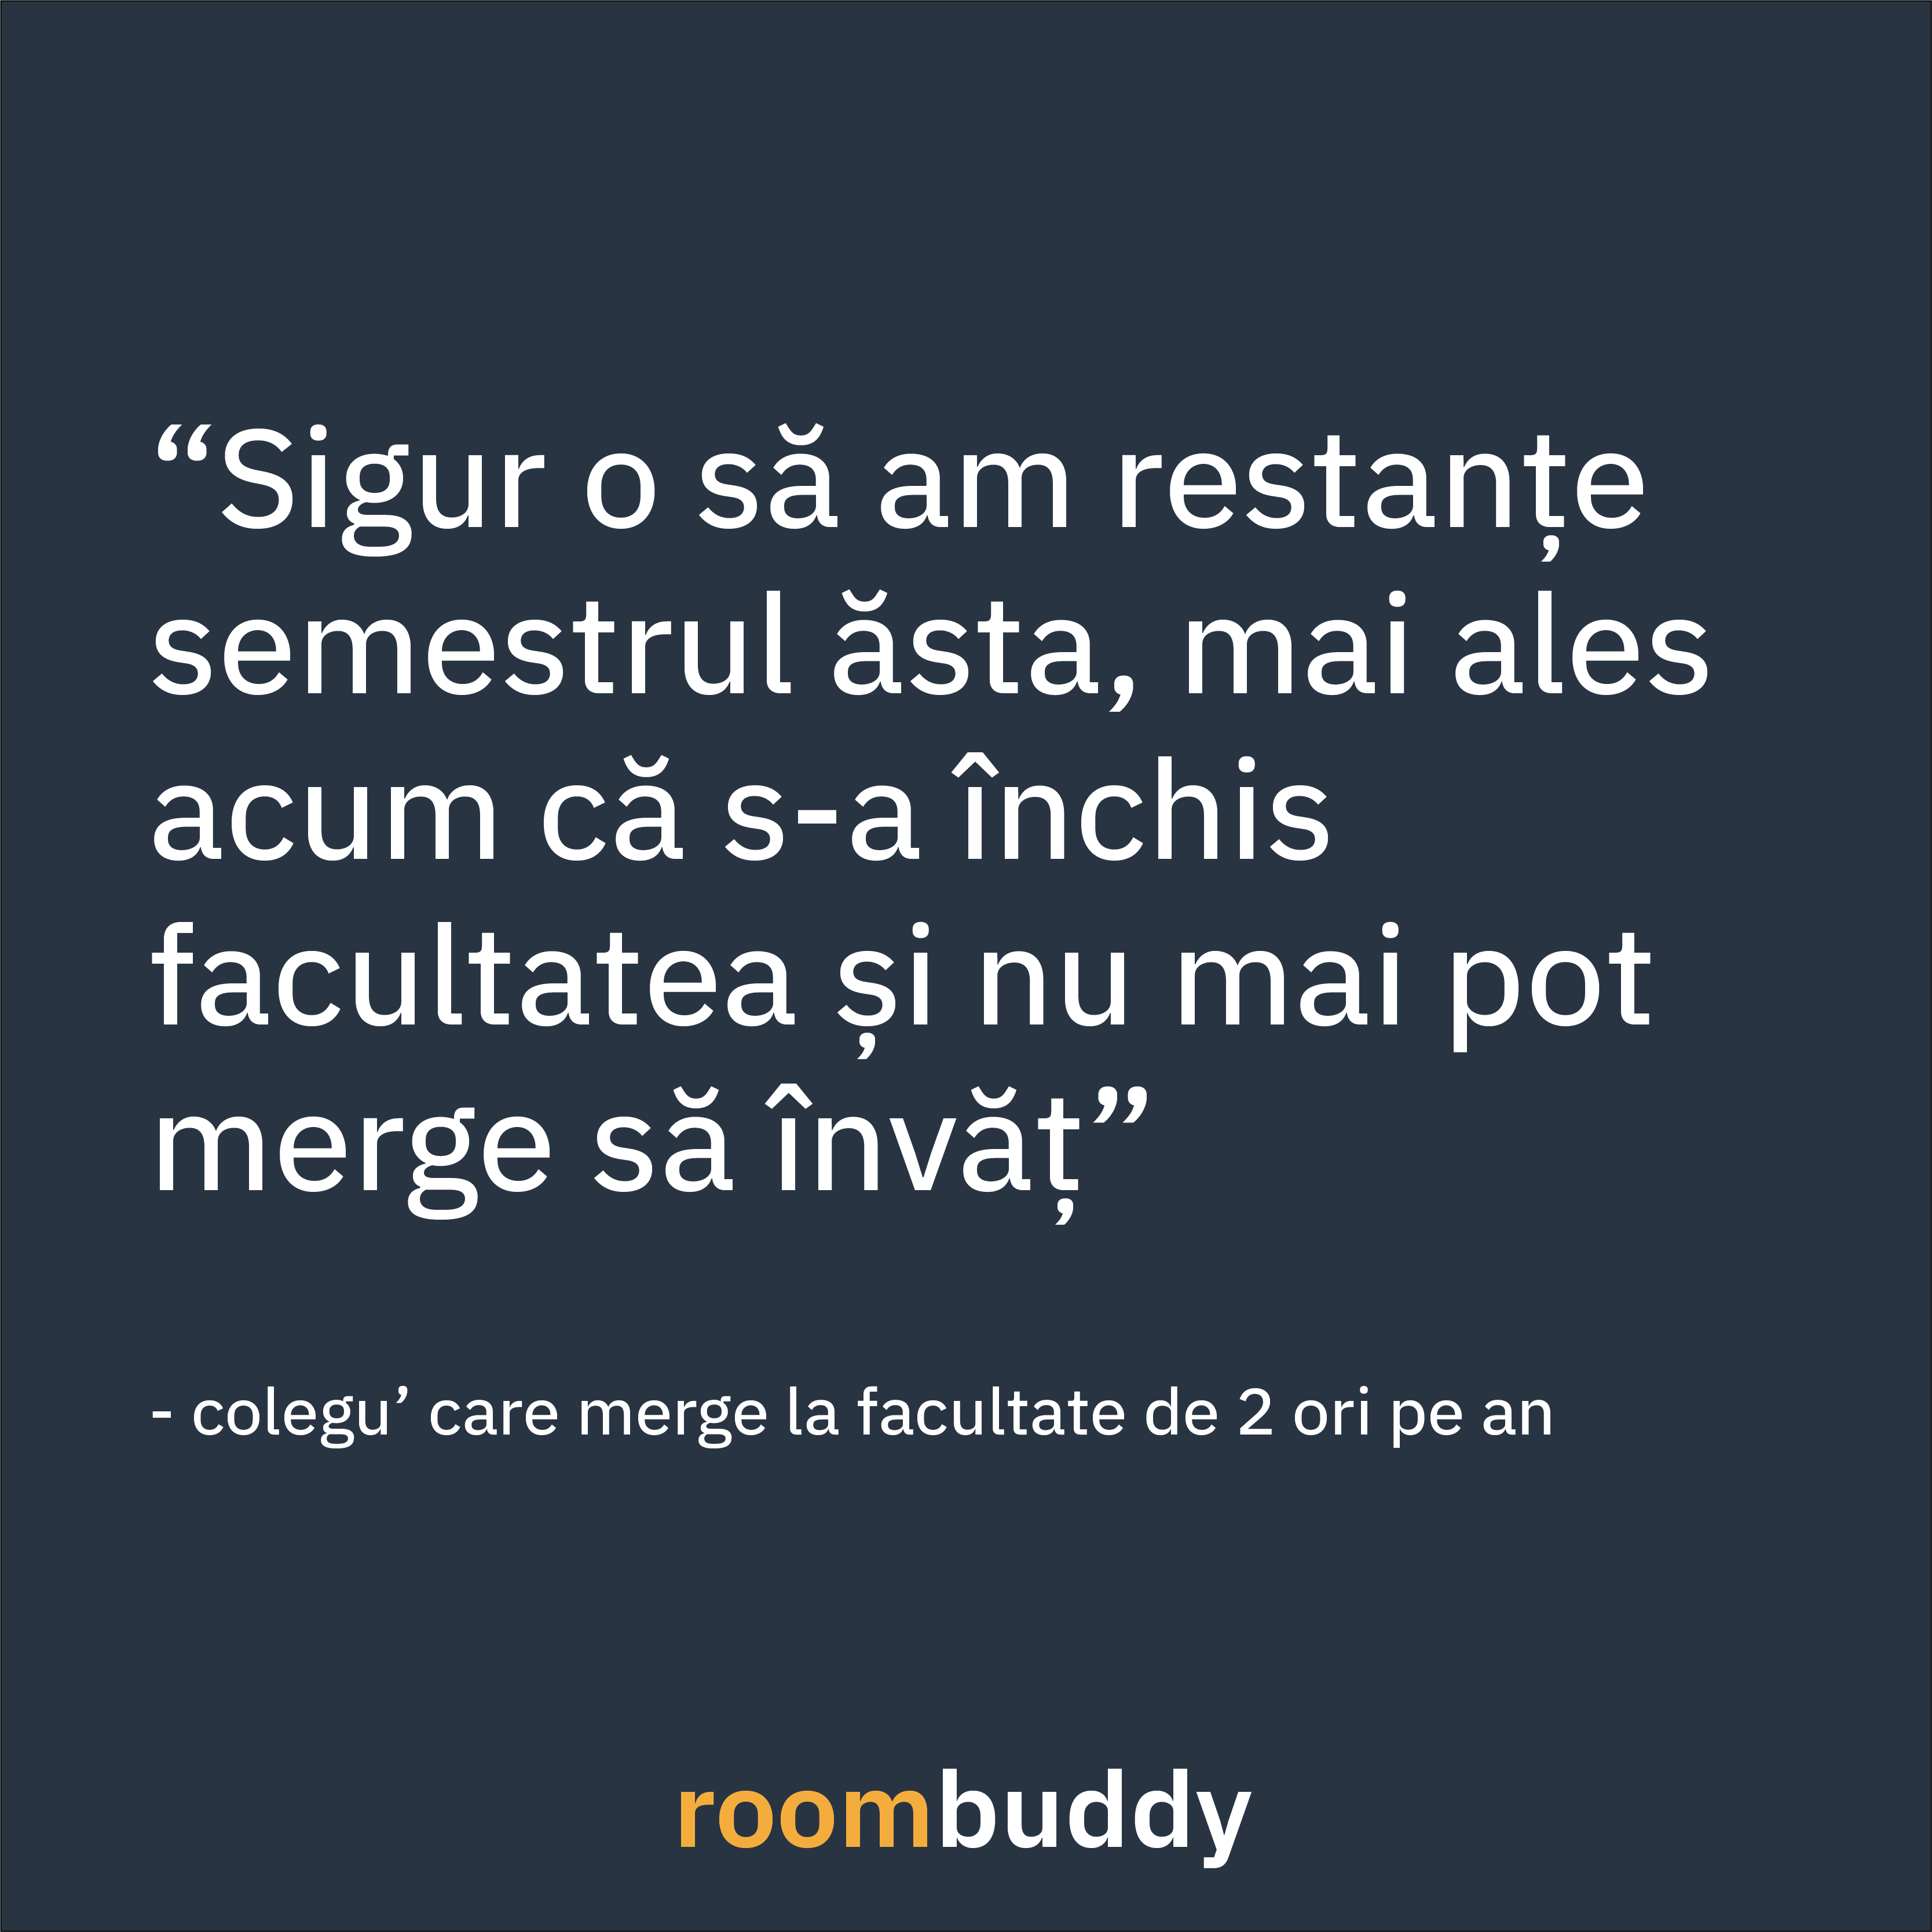 “Sigur o să am restanțe
semestrul ăsta, mai ales
acum că s-a închis
facultatea și nu mai pot
merge să învăț”
- colegu’ care merge la facultate de 2 ori pe an
roombuddy